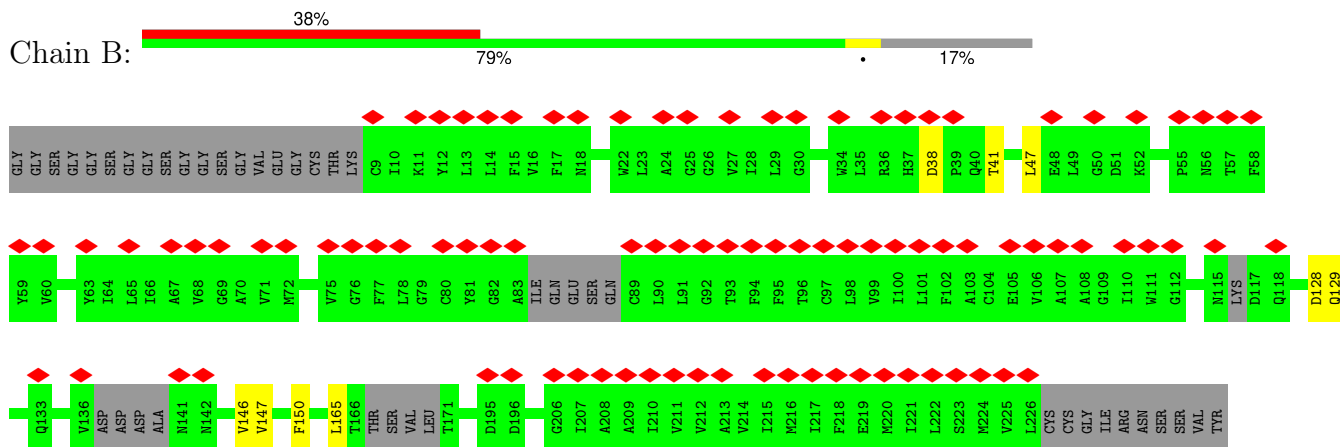 38%
Chain B:
79% • 17%
GLY GLY SER GLY GLY SER GLY GLY SER GLY GLY SER GLY VAL GLU GLY CYS THR LYS C9 I10 K11 Y12 L13 L14 F15 V16 F17 N18 W22 L23 A24 G25 G26 V27 I28 L29 G30 W34 L35 R36 H37 D38 P39 Q40 T41 L47 E48 L49 G50 D51 K52 P55 N56 T57 F58
Y59 V60 Y63 I64 L65 I66 A67 V68 G69 A70 V71 M72 V75 G76 F77 L78 G79 C80 Y81 G82 A83 ILE GLN GLU SER GLN C89 L90 L91 G92 T93 F94 F95 T96 C97 L98 V99 I100 L101 F102 A103 C104 E105 V106 A107 A108 G109 I110 W111 G112 N115 LYS D117 Q118 D128 Q129
Q133 V136 ASP ASP ASP ALA N141 N142 V146 V147 F150 L165 T166 THR SER VAL LEU T171 D195 D196 G206 I207 A208 A209 I210 V211 V212 A213 V214 I215 M216 I217 F218 E219 M220 I221 L222 S223 M224 V225 L226 CYS CYS GLY ILE ARG ASN SER SER VAL TYR